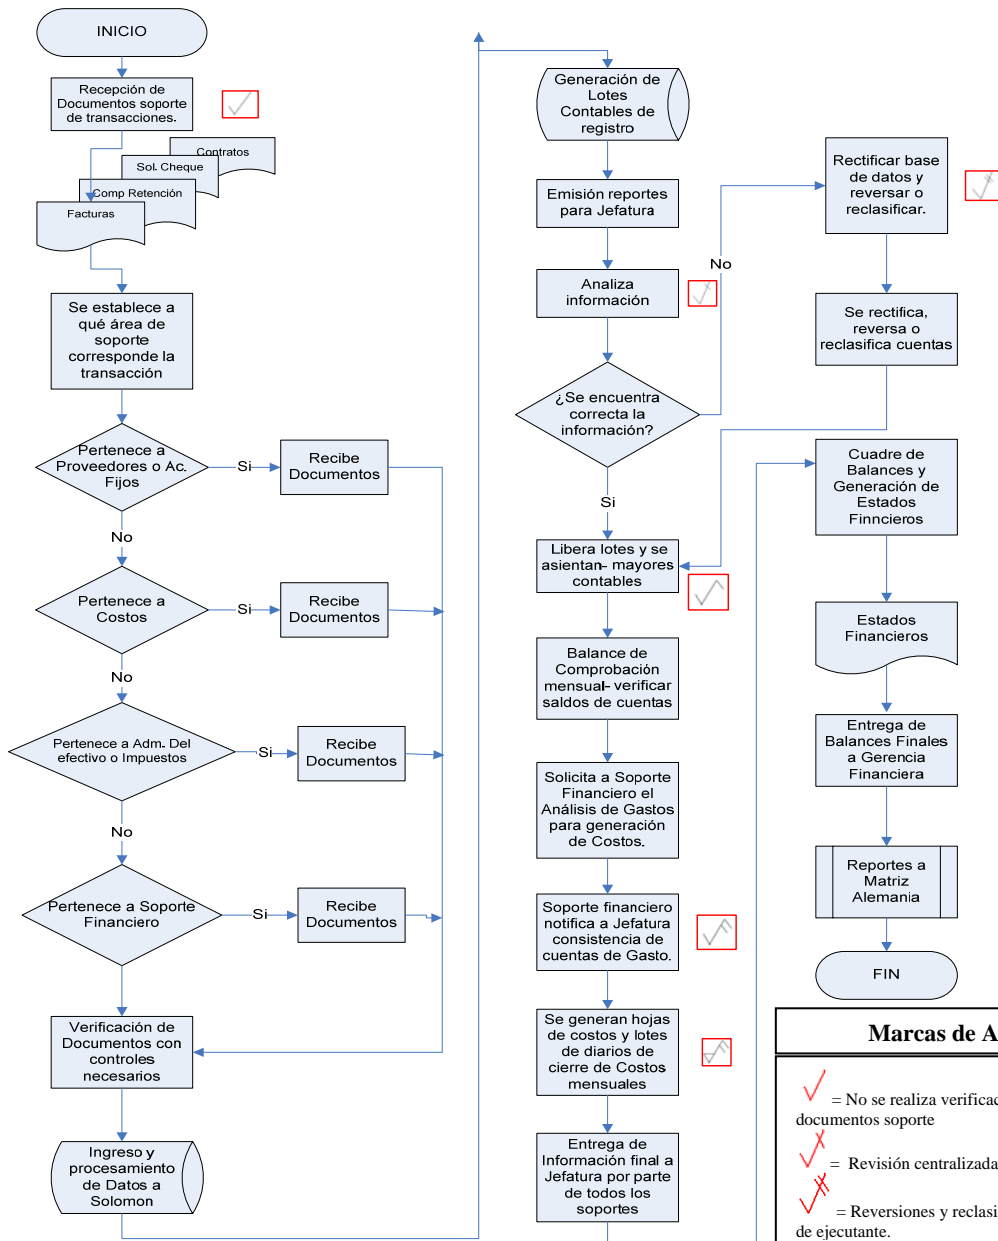 INICIO
Recepción de
Documentos soporte
de transacciones.
Contratos
Sol. Cheque
Comp Retención
Facturas
Se establece a
qué área de
soporte
corresponde la
transacción
Pertenece a
Proveedores o Ac.
Fijos
Si
Recibe
Documentos
No
Pertenece a
Costos
Si
Recibe
Documentos
No
Pertenece a Adm. Del
efectivo o Impuestos
Si
Recibe
Documentos
No
Pertenece a Soporte
Financiero
Si
Recibe
Documentos
Verificación de
Documentos con
controles
necesarios
Ingreso y
procesamiento
de Datos a
Solomon
Generación de
Lotes
Contables de
registro
Emisión reportes
para Jefatura
Analiza
información
¿Se encuentra
correcta la
información?
No
Si
Libera lotes y se
asientan- mayores
contables
Balance de
Comprobación
mensual- verificar
saldos de cuentas
Solicita a Soporte
Financiero el
Análisis de Gastos
para generación
de Costos.
Soporte financiero
notifica a Jefatura
consistencia de
cuentas de Gasto.
Se generan hojas
de costos y lotes
de diarios de
cierre de Costos
mensuales
Entrega de
Información final a
Jefatura por parte
de todos los
soportes
Rectificar base
de datos y
reversar o
reclasificar.
Se rectifica,
reversa o
reclasifica cuentas
Cuadre de
Balances y
Generación de
Estados
Finncieros
Estados
Financieros
Entrega de
Balances Finales
a Gerencia
Financiera
Reportes a
Matriz
Alemania
FIN
Marcas de A
= No se realiza verificac
documentos soporte
= Revisión centralizada
= Reversiones y reclasi
de ejecutante.